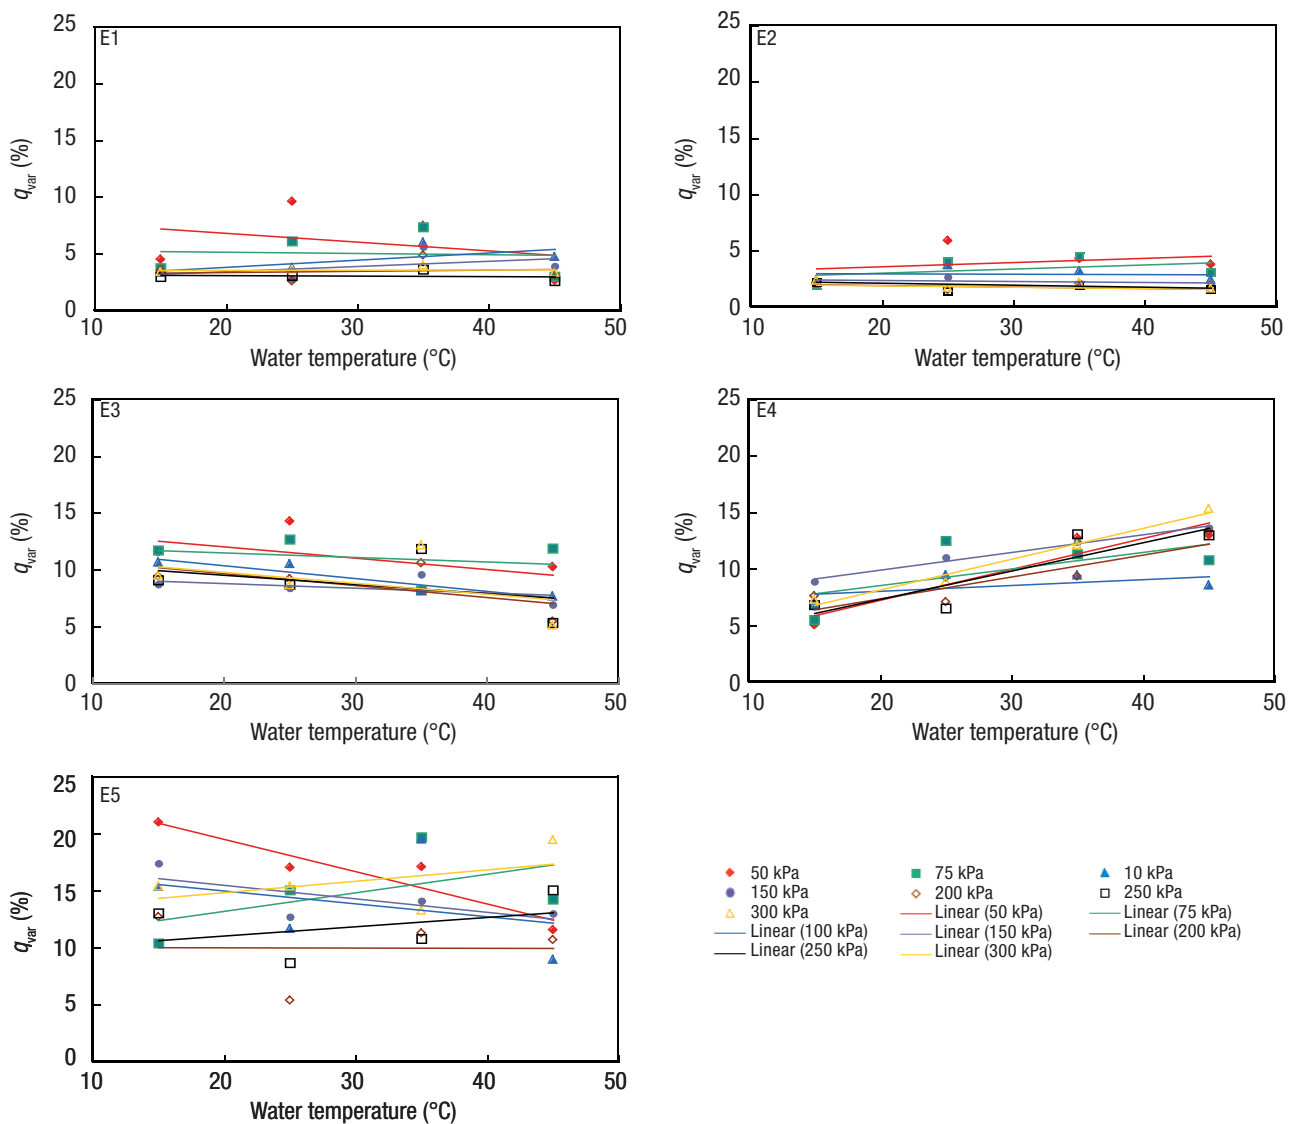 E1
25
20
15
10
5
0
q var (%)
10 20 30 40 50
Water temperature (°C)
E2
25
20
15
10
5
0
q var (%)
10 20 30 40 50
Water temperature (°C)
E3
25
20
15
10
5
0
q var (%)
10 20 30 40 50
Water temperature (°C)
E4
25
20
15
10
5
0
q var (%)
10 20 30 40 50
Water temperature (°C)
E5
25
20
15
10
5
0
q var (%)
10 20 30 40 50
Water temperature (°C)
50 kPa 75 kPa 10 kPa
150 kPa 200 kPa 250 kPa
300 kPa Linear (50 kPa) Linear (75 kPa)
Linear (100 kPa) Linear (150 kPa) Linear (200 kPa)
Linear (250 kPa) Linear (300 kPa)